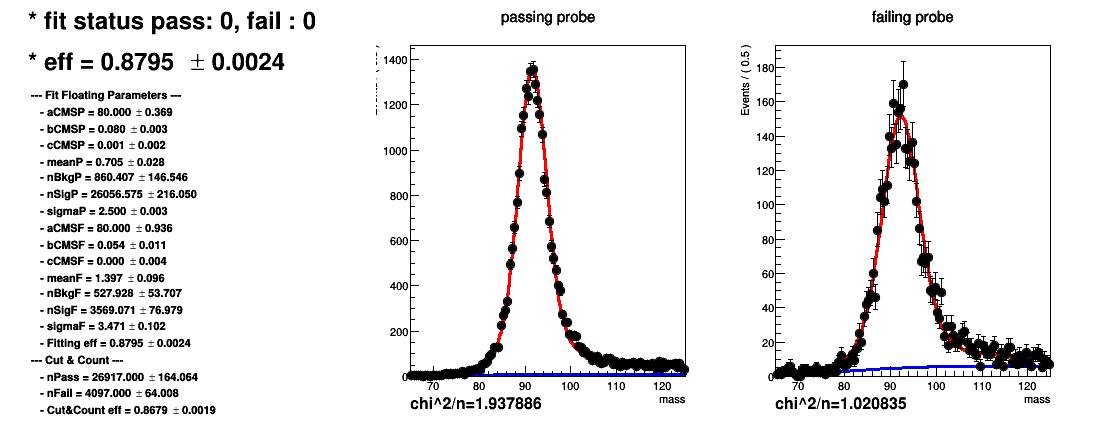 * fit status pass: 0, fail : 0
* eff = 0.8795 ± 0.0024
--- Fit Floating Parameters ---
- aCMSP = 80.000 ± 0.369
- bCMSP = 0.080 ± 0.003
- cCMSP = 0.001 ± 0.002
- meanP = 0.705 ± 0.028
- nBkgP = 860.407 ± 146.546
- nSigP = 26056.575 ± 216.050
- sigmaP = 2.500 ± 0.003
- aCMSF = 80.000 ± 0.936
- bCMSF = 0.054 ± 0.011
- cCMSF = 0.000 ± 0.004
- meanF = 1.397 ± 0.096
- nBkgF = 527.928 ± 53.707
- nSigF = 3569.071 ± 76.979
- sigmaF = 3.471 ± 0.102
- Fitting eff = 0.8795 ± 0.0024
--- Cut & Count ---
- nPass = 26917.000 ± 164.064
- nFail = 4097.000 ± 64.008
- Cut&Count eff = 0.8679 ± 0.0019
passing probe
1400
1200
1000
800
600
400
200
0
70 80 90 100 110 120
mass
chi^2/n=1.937886
failing probe
Events / ( 0.5 )
180
160
140
120
100
80
60
40
20
0
70 80 90 100 110 120
mass
chi^2/n=1.020835